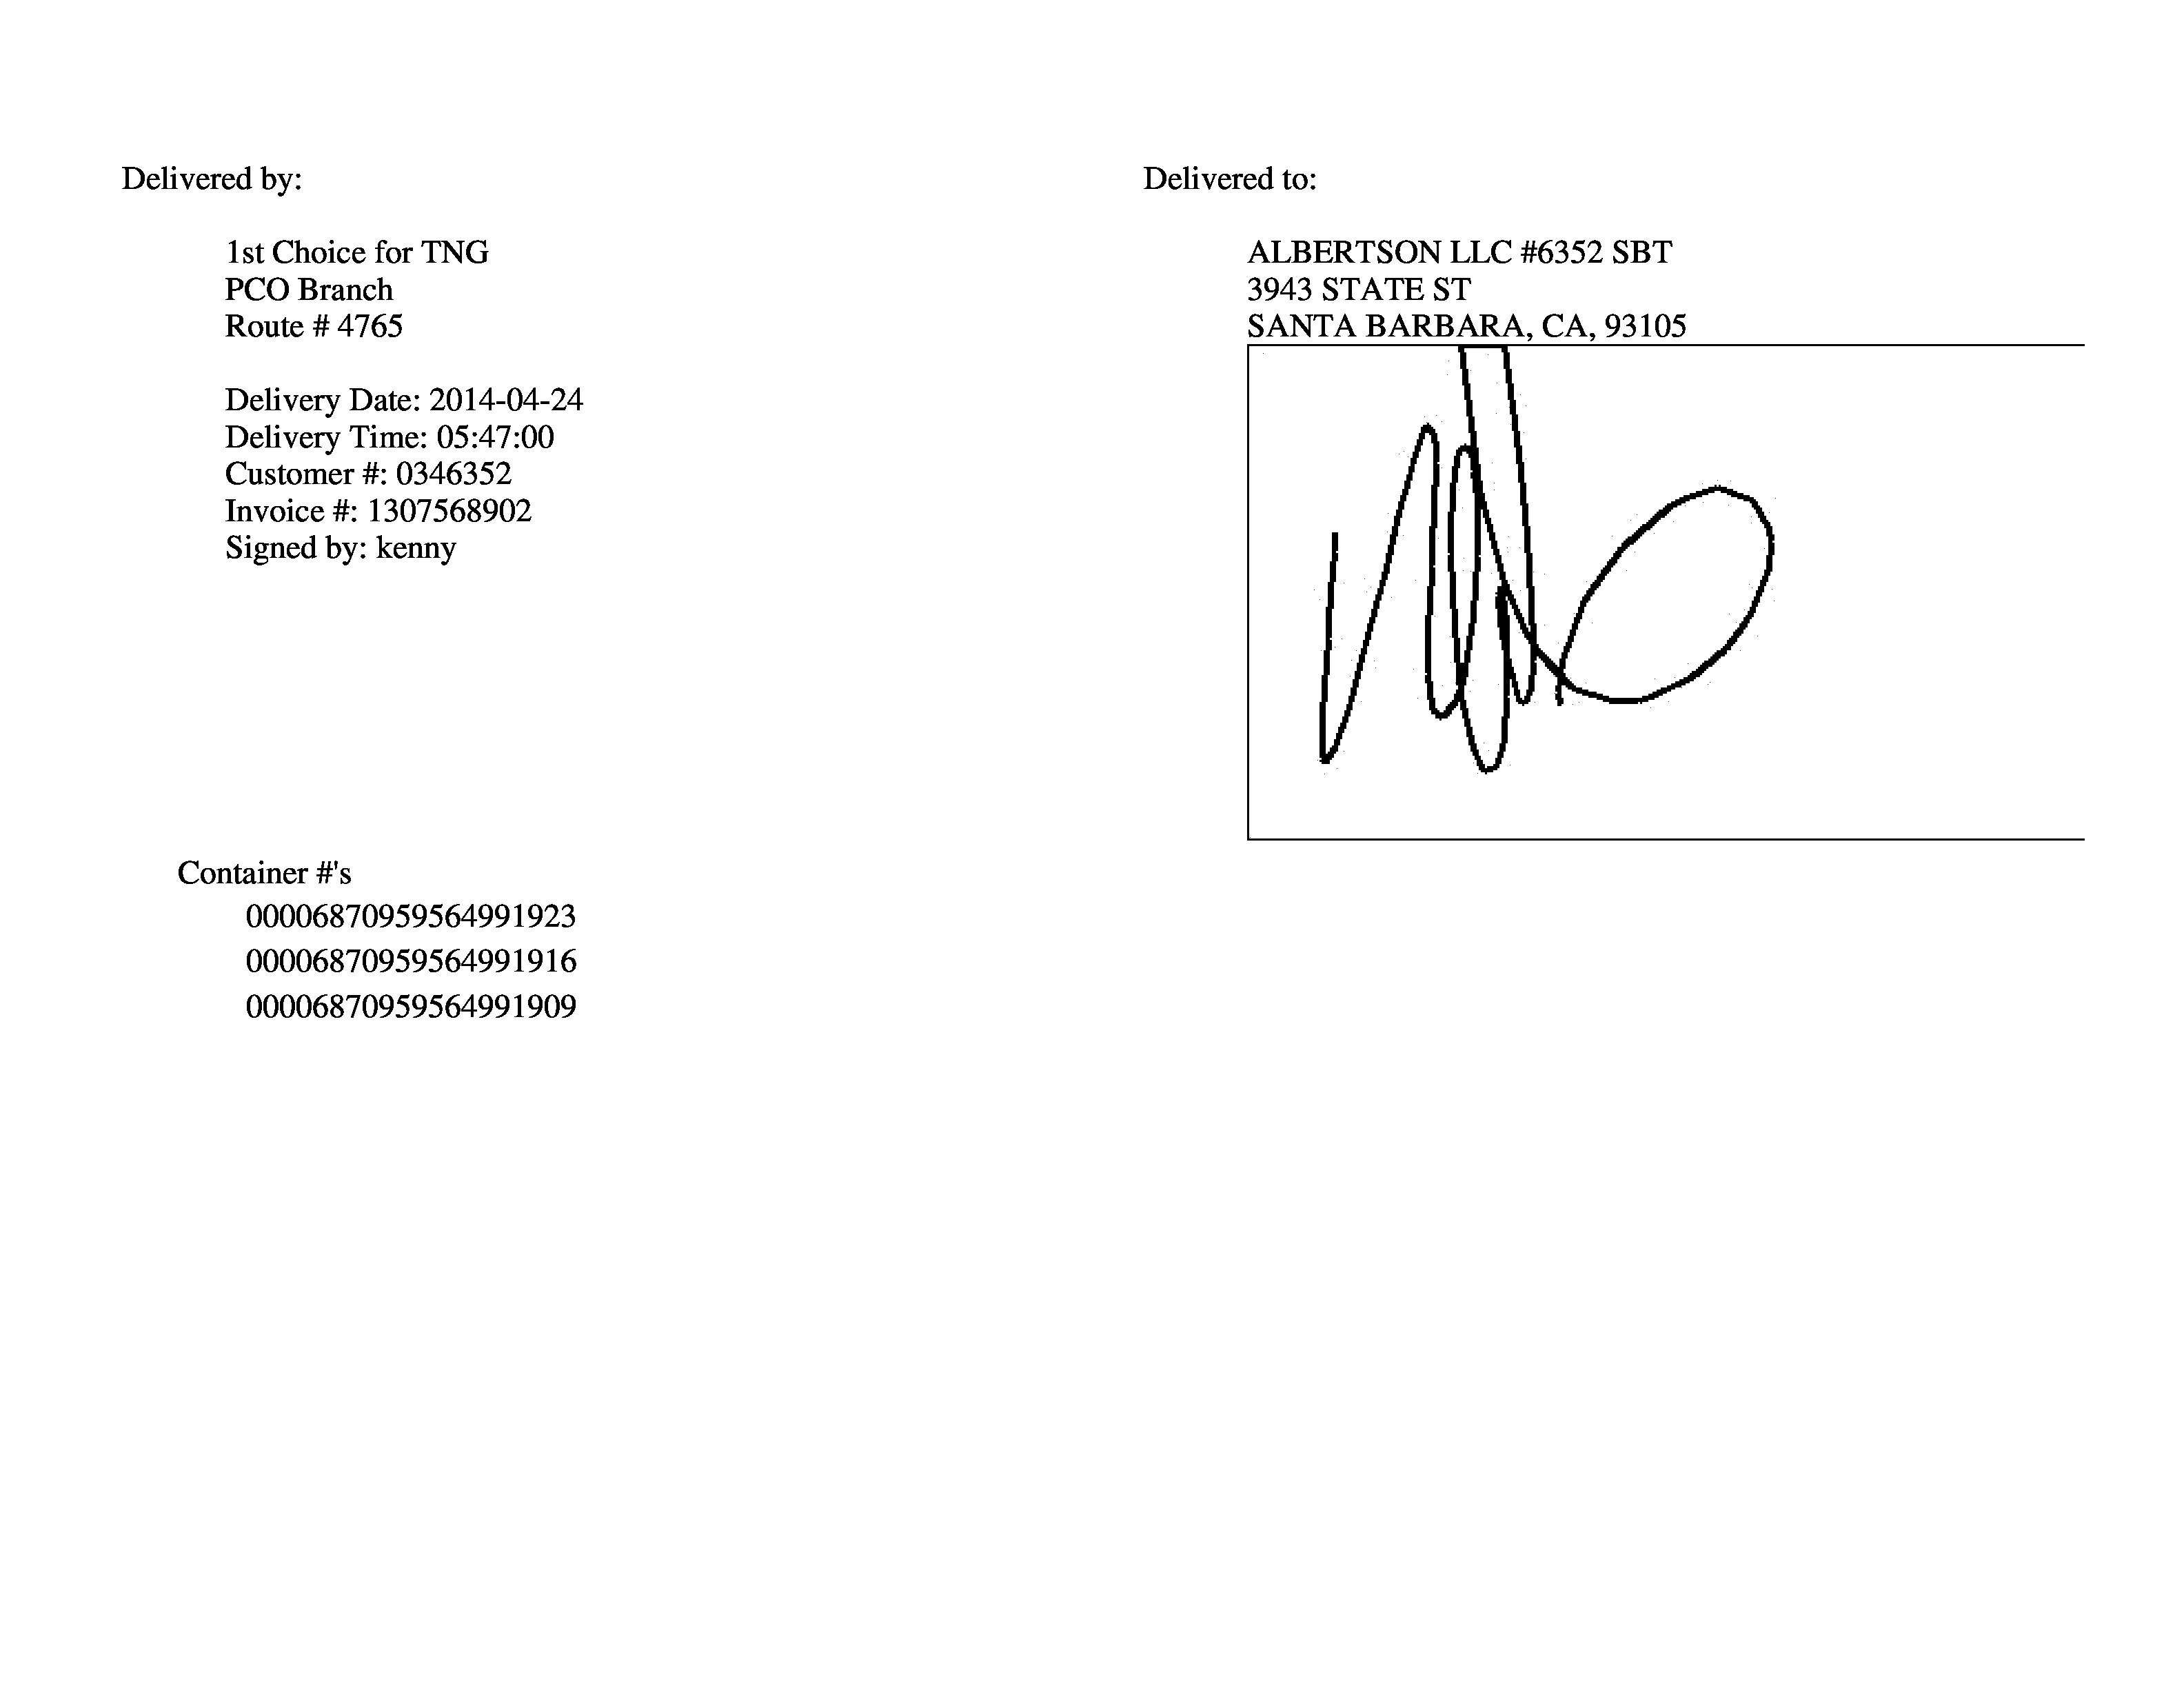 Delivered by:
1st Choice for TNG
PCO Branch
Route # 4765
Delivery Date: 2014-04-24
Delivery Time: 05:47:00
Customer #: 0346352
Invoice #: 1307568902
Signed by: kenny
Delivered to:
ALBERTSON LLC #6352 SBT
3943 STATE ST
SANTA BARBARA, CA, 93105
Container #'s
00006870959564991923
00006870959564991916
00006870959564991909